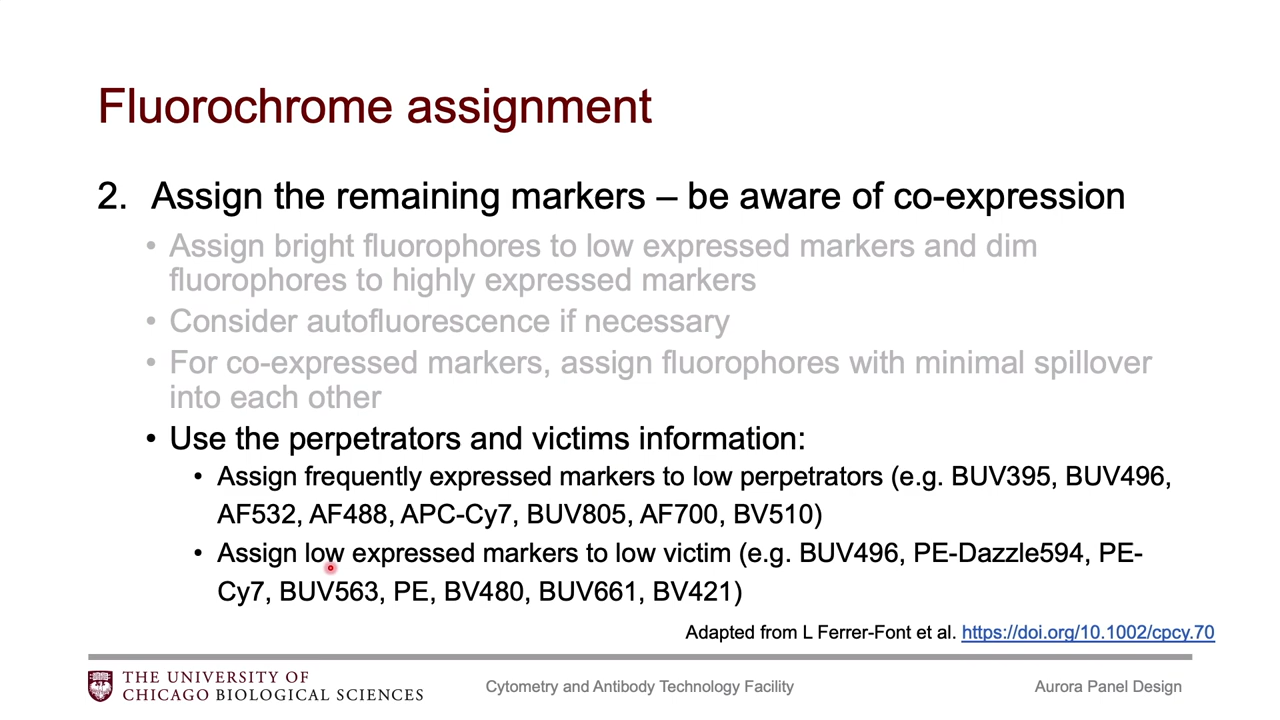 Fluorochrome assignment
2. Assign the remaining markers – be aware of co-expression
• Assign bright fluorophores to low expressed markers and dim
fluorophores to highly expressed markers
• Consider autofluorescence if necessary
• For co-expressed markers, assign fluorophores with minimal spillover
into each other
• Use the perpetrators and victims information:
• Assign frequently expressed markers to low perpetrators (e.g. BUV395, BUV496,
AF532, AF488, APC-Cy7, BUV805, AF700, BV510)
• Assign low expressed markers to low victim (e.g. BUV496, PE-Dazzle594, PE-
Cy7, BUV563, PE, BV480, BUV661, BV421)
Adapted from L Ferrer-Font et al. https://doi.org/10.1002/cpcy.70
THE UNIVERSITY OF
CHICAGO BIOLOGICAL SCIENCES
Cytometry and Antibody Technology Facility
Aurora Panel Design